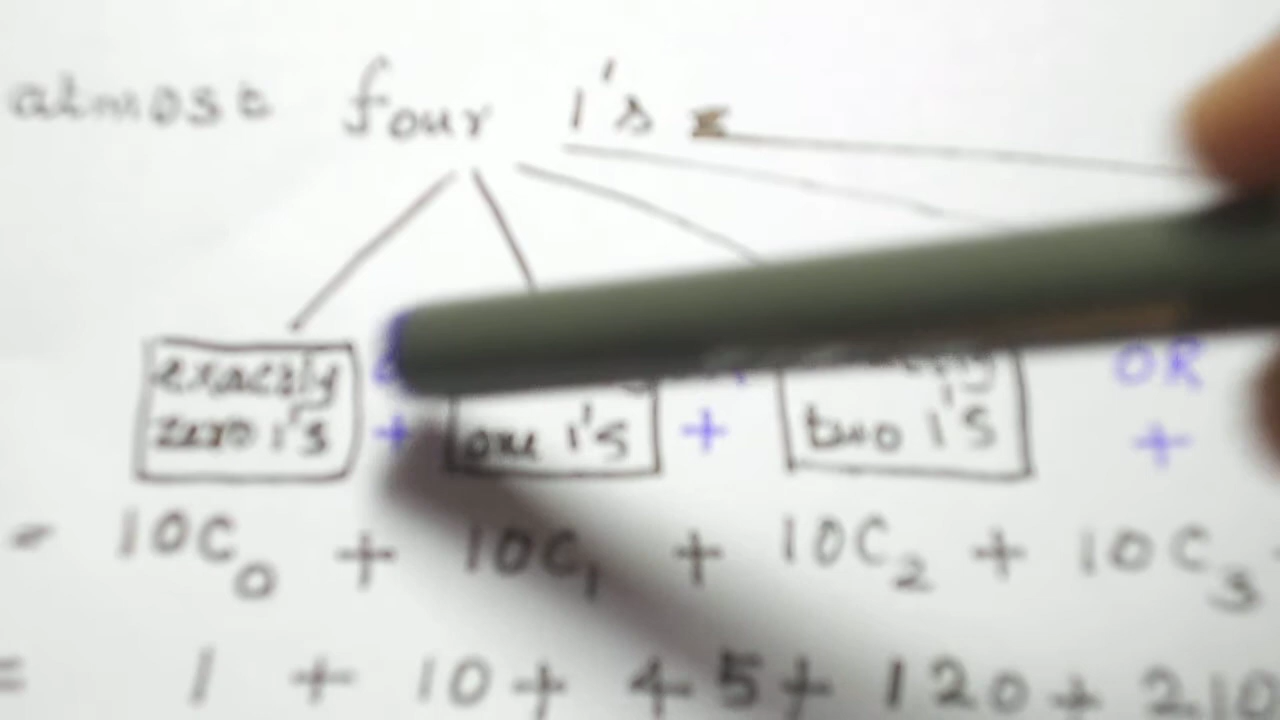 atmost four 1's
exactly OR
zero 1's + one 1's + two 1's +
= 10C0 + 10C1 + 10C2 + 10C3
= 1 + 10 + 45 + 120 + 210